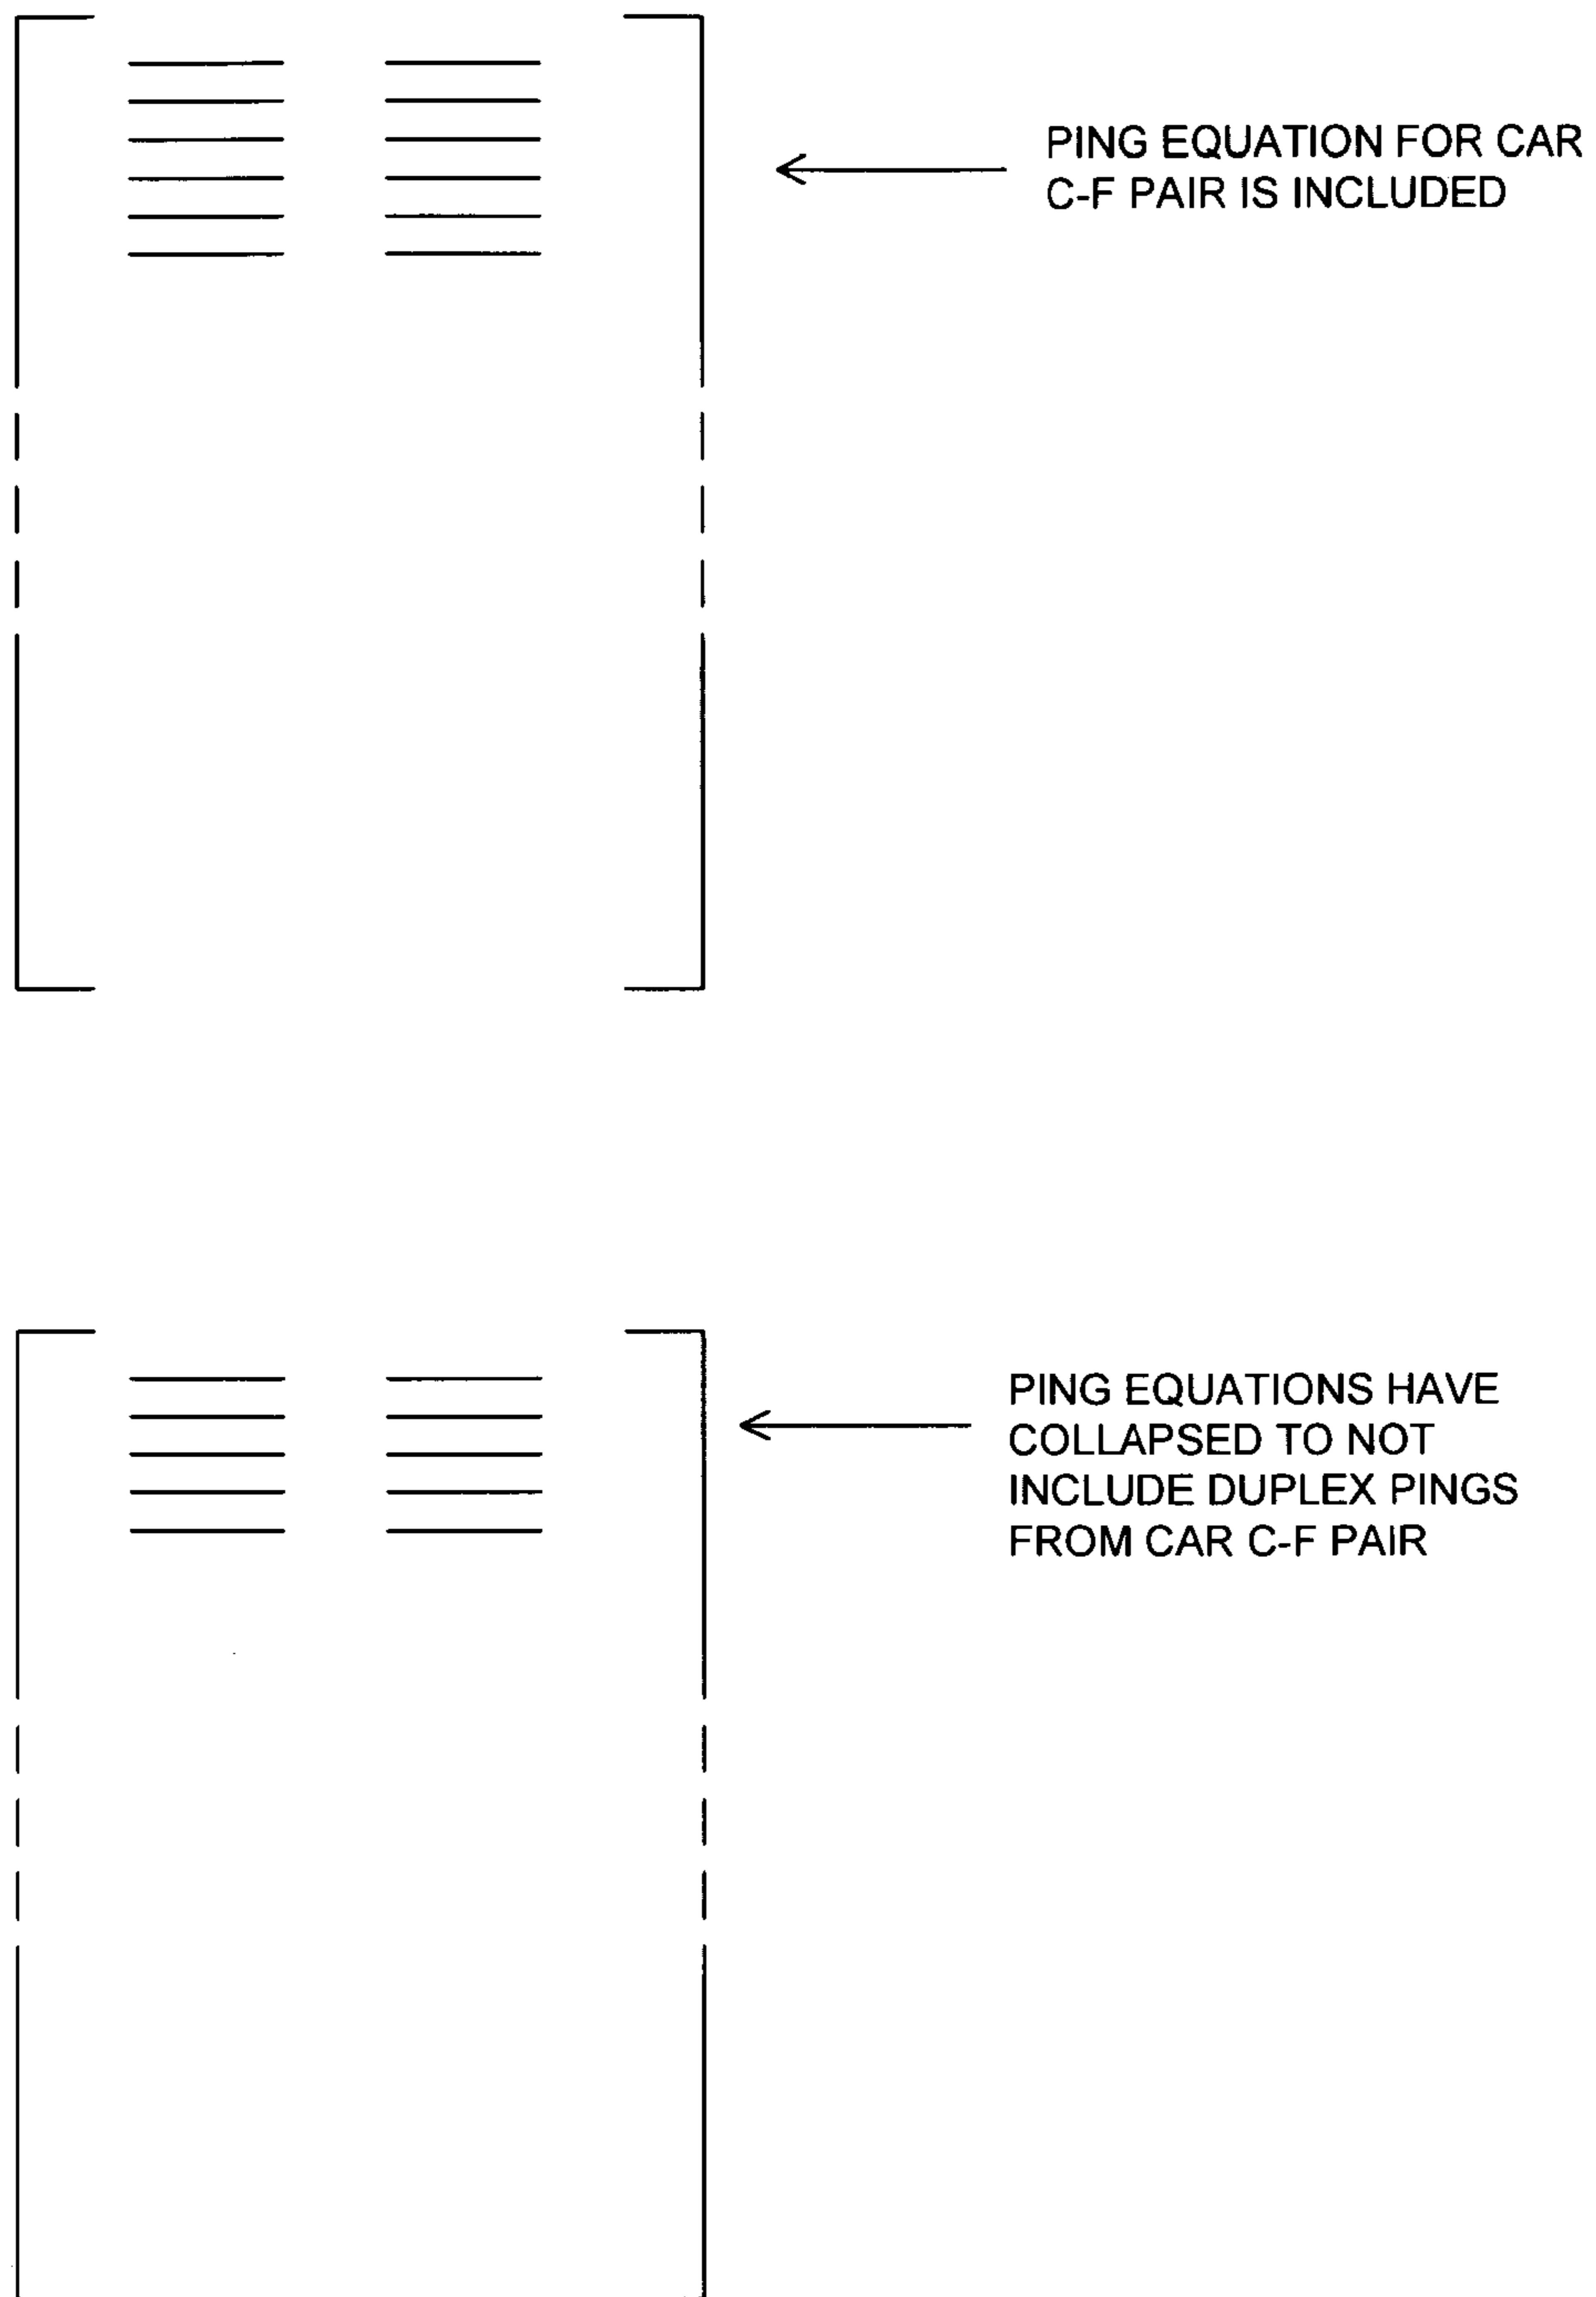 PING EQUATION FOR CAR
C-F PAIR IS INCLUDED
PING EQUATIONS HAVE
COLLAPSED TO NOT
INCLUDE DUPLEX PINGS
FROM CAR C-F PAIR